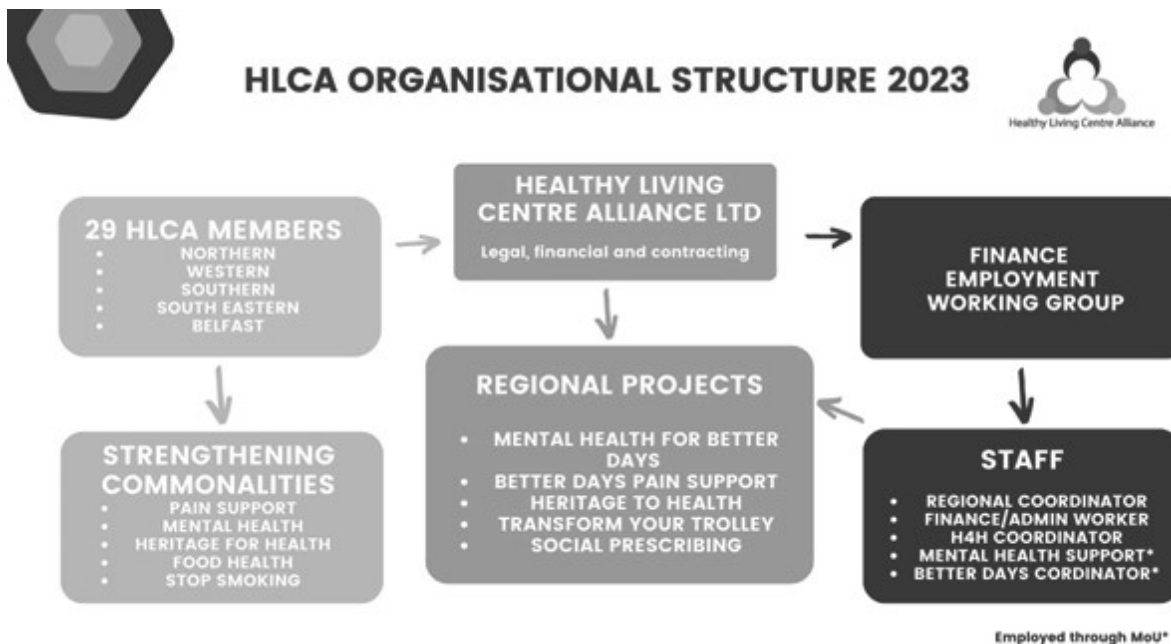 HLCA ORGANISATIONAL STRUCTURE 2023
Healthy Living Centre Alliance
29 HLCA MEMBERS
• NORTHERN
• WESTERN
• SOUTHERN
• SOUTH EASTERN
• BELFAST
HEALTHY LIVING
CENTRE ALLIANCE LTD
Legal, financial and contracting
FINANCE
EMPLOYMENT
WORKING GROUP
STRENGTHENING
COMMONALITIES
• PAIN SUPPORT
• MENTAL HEALTH
• HERITAGE FOR HEALTH
• FOOD HEALTH
• STOP SMOKING
REGIONAL PROJECTS
• MENTAL HEALTH FOR BETTER
DAYS
• BETTER DAYS PAIN SUPPORT
• HERITAGE TO HEALTH
• TRANSFORM YOUR TROLLEY
• SOCIAL PRESCRIBING
STAFF
• REGIONAL COORDINATOR
• FINANCE/ADMIN WORKER
• H4H COORDINATOR
• MENTAL HEALTH SUPPORT*
• BETTER DAYS CORDINATOR*
Employed through MoU*